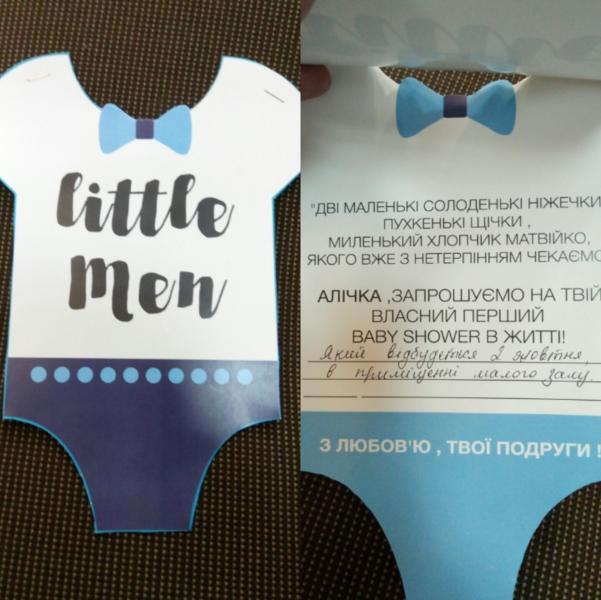 little
Men
"ДВІ МАЛЕНЬКІ СОЛОДЕНЬКІ НІЖЕЧКИ
ПУХКЕНЬКІ ЩІЧКИ ,
МИЛЕНЬКИЙ ХЛОПЧИК МАТВІЙКО,
ЯКОГО ВЖЕ З НЕТЕРПІННЯМ ЧЕКАЄМО
АЛІЧКА ,ЗАПРОШУЄМО НА ТВІЙ
ВЛАСНИЙ ПЕРШИЙ
BABY SHOWER В ЖИТТІ!
Який відбудеться 2 жовтня,
в приміщенні малого залу.
З ЛЮБОВ'Ю , ТВОЇ ПОДРУГИ !